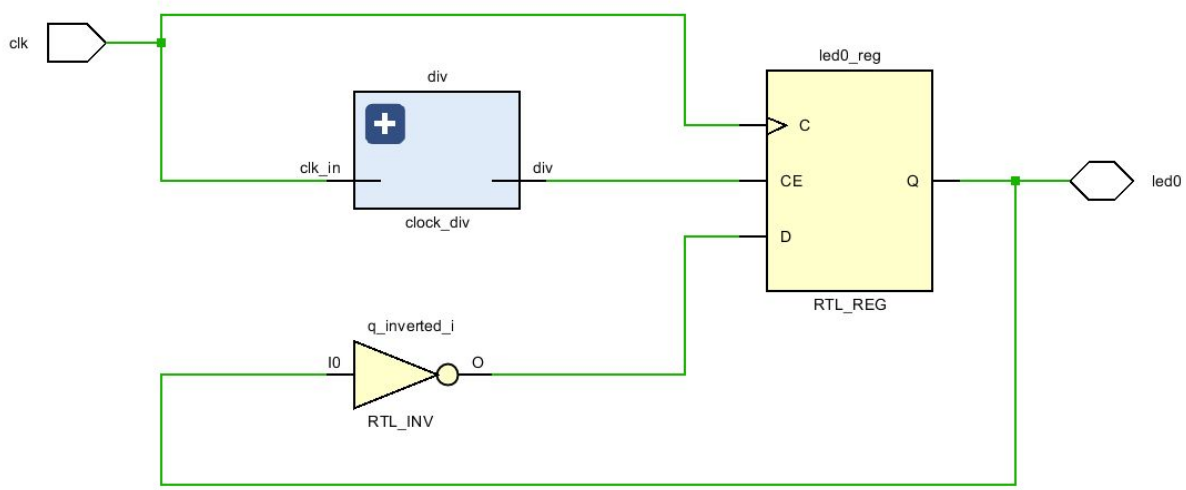 clk
div
clk_in
div
clock_div
led0_reg
C
CE
Q
D
RTL_REG
led0
q_inverted_i
I0
O
RTL_INV